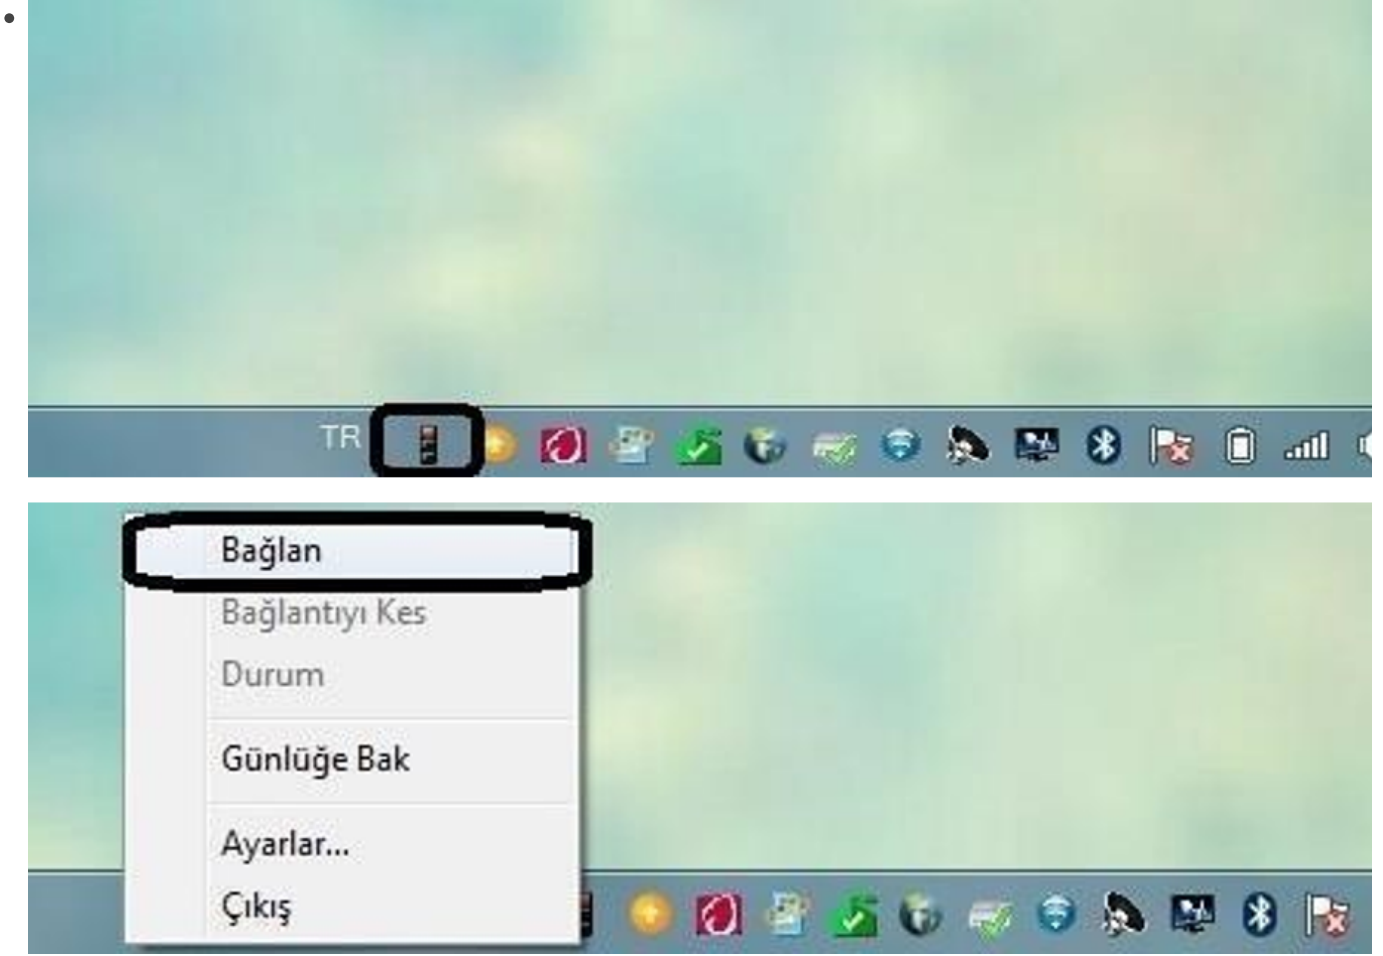 TR
Bağlan
Bağlantıyı Kes
Durum
Günlüğe Bak
Ayarlar...
Çıkış